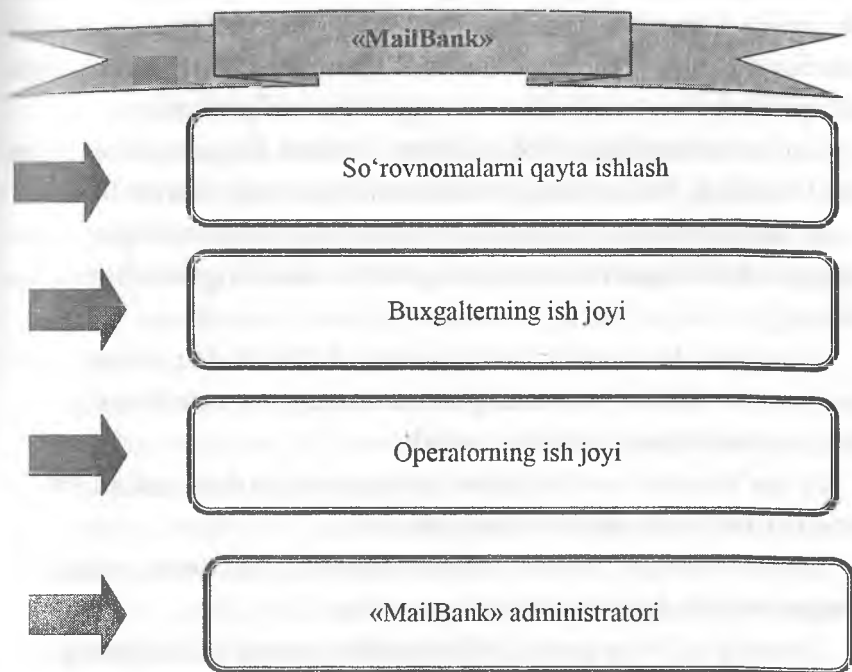 «MailBank»
So‘rovnomalarni qayta ishlash
Buxgalterning ish joyi
Operatorning ish joyi
«MailBank» administratori